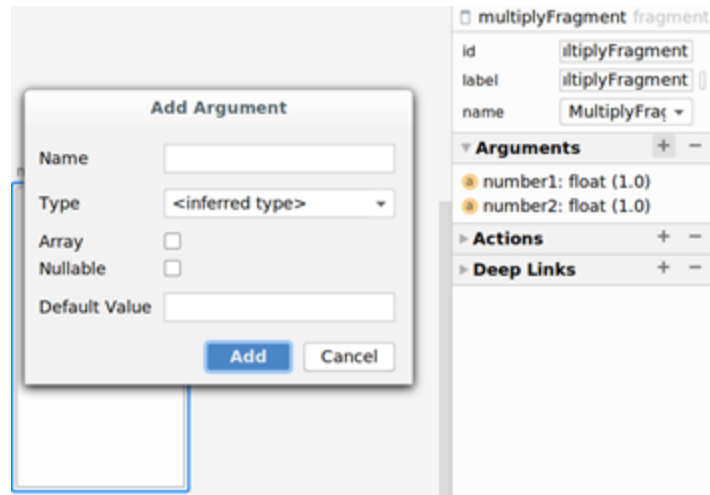 multiplyFragment fragment
id iltiplyFragment
label iltiplyFragment
name MultiplyFraç
Arguments + −
a number1: float (1.0)
a number2: float (1.0)
Actions + −
Deep Links + −
Add Argument
Name
Type <inferred type>
Array
Nullable
Default Value
Add Cancel